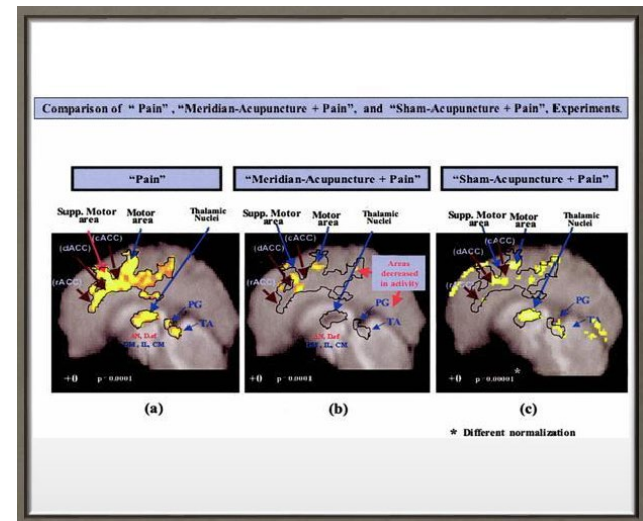 Comparison of " Pain" , "Meridian-Acupuncture + Pain", and "Sham-Acupuncture + Pain", Experiments.
"Pain"
"Meridian-Acupuncture + Pain"
"Sham-Acupuncture + Pain"
Supp. Motor area
Motor area
Thalamic Nuclei
(cACC)
(dACC)
(rACC)
PG
TA
+0
p = 0.0001
(a)
Supp. Motor area
Motor area
Thalamic Nuclei
(cACC)
(dACC)
(rACC)
Areas decreased in activity
PG
TA
+0
p = 0.0001
(b)
Supp. Motor area
Motor area
Thalamic Nuclei
(cACC)
(dACC)
(rACC)
PG
TA
+0
p = 0.00001
*
(c)
* Different normalization